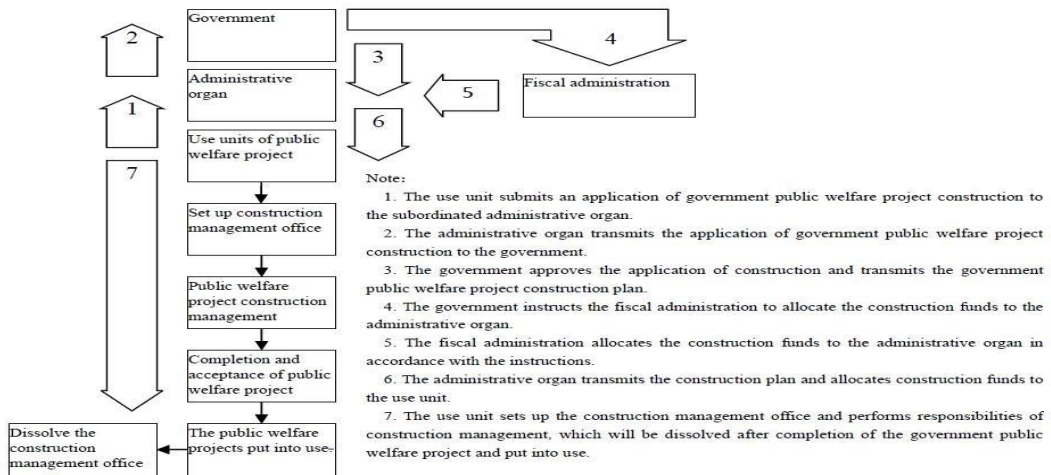 Government
2
4
3
Administrative
organ
Fiscal administration
5
1
6
Use units of public
welfare project
7
Set up construction
management office
Public welfare
project construction
management
Completion and
acceptance of public
welfare project
Dissolve the
construction
management office
The public welfare
projects put into use.
Note:
1. The use unit submits an application of government public welfare project construction to
the subordinated administrative organ.
2. The administrative organ transmits the application of government public welfare project
construction to the government.
3. The government approves the application of construction and transmits the government
public welfare project construction plan.
4. The government instructs the fiscal administration to allocate the construction funds to the
administrative organ.
5. The fiscal administration allocates the construction funds to the administrative organ in
accordance with the instructions.
6. The administrative organ transmits the construction plan and allocates construction funds to
the use unit.
7. The use unit sets up the construction management office and performs responsibilities of
construction management, which will be dissolved after completion of the government public
welfare project and put into use.